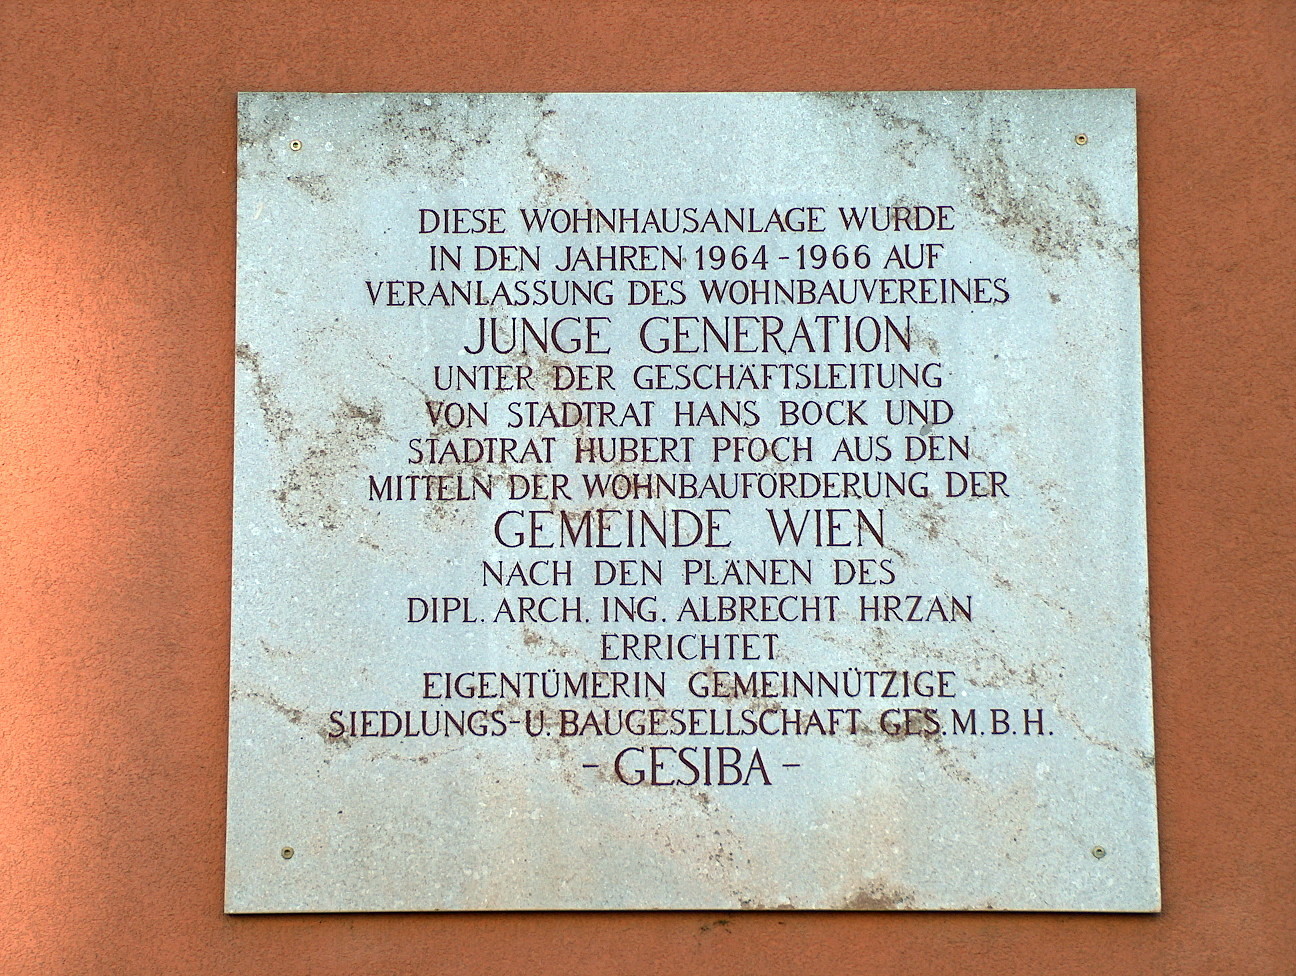 DIESE WOHNHAUSANLAGE WURDE
IN DEN JAHREN 1964-1966 AUF
VERANLASSUNG DES WOHNBAUVEREINES
JUNGE GENERATION
UNTER DER GESCHÄFTSLEITUNG
VON STADTRAT HANS BOCK UND
STADTRAT HUBERT PFOCH AUS DEN
MITTELN DER WOHNBAUFÖRDERUNG DER
GEMEINDE WIEN
NACH DEN PLÄNEN DES
DIPL. ARCH. ING. ALBRECHT HRZAN
ERRICHTET
EIGENTÜMERIN GEMEINNÜTZIGE
SIEDLUNGS-U. BAUGESELLSCHAFT GES.M.B.H.
- GESIBA -